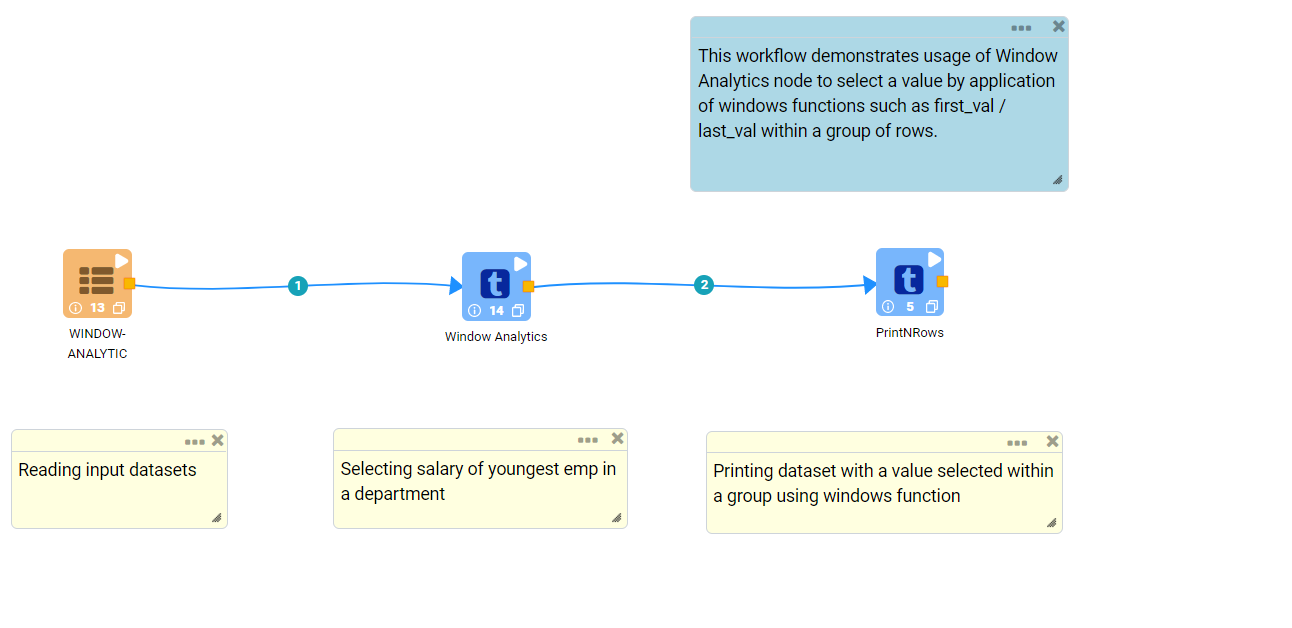 This workflow demonstrates usage of Window
Analytics node to select a value by application
of windows functions such as first_val /
last_val within a group of rows.
1
2
t
t
13
14
5
WINDOW-
ANALYTIC
Window Analytics
PrintNRows
Reading input datasets
Selecting salary of youngest emp in
a department
Printing dataset with a value selected within
a group using windows function